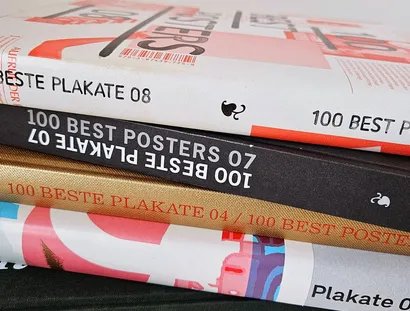 POSTERS
BESTE PLAKATE 08
100 BEST P
100 BEST POSTERS 07
100 BESTE PLAKATE 07
100 BESTE PLAKATE 04 / 100 BEST POSTE
Plakate 0